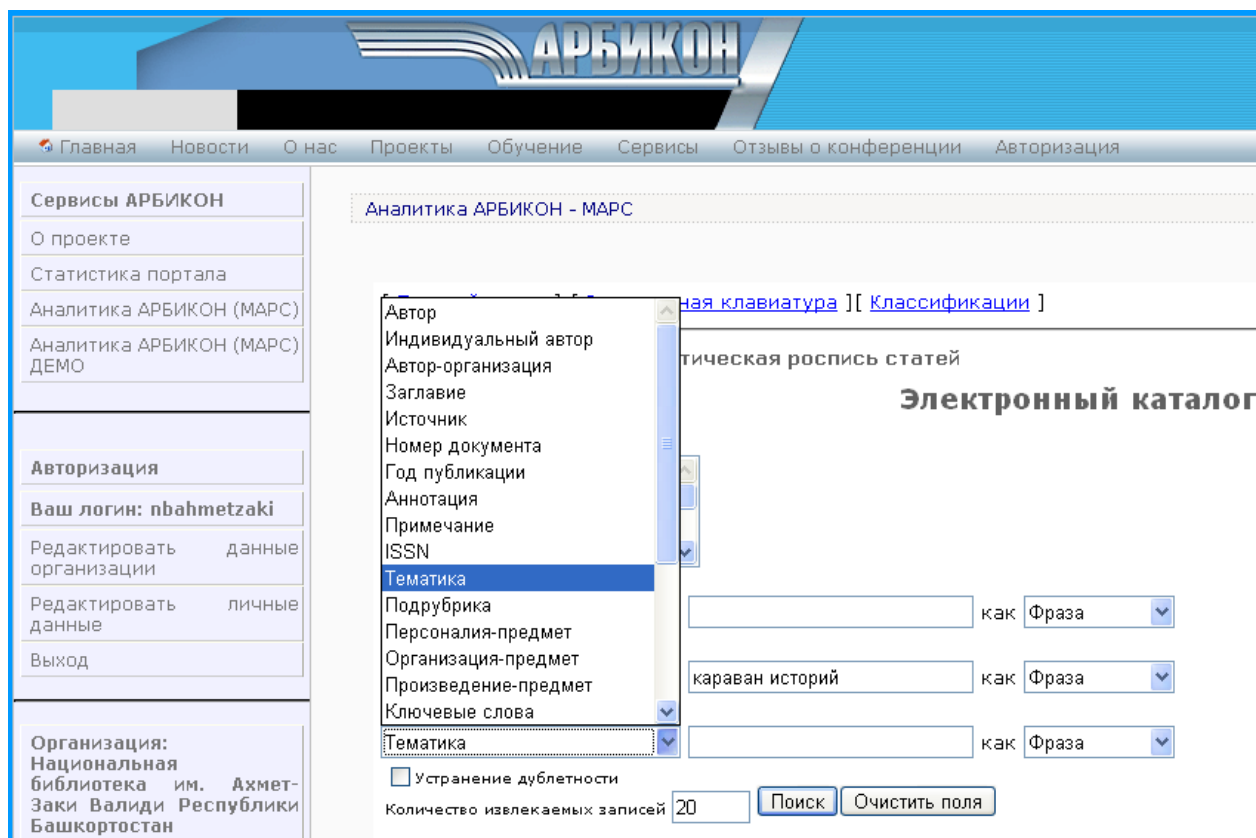 АРБИКОН
Главная Новости О нас Проекты Обучение Сервисы Отзывы о конференции Авторизация
Сервисы АРБИКОН
О проекте
Статистика портала
Аналитика АРБИКОН (МАРС)
Аналитика АРБИКОН (МАРС)
ДЕМО
Авторизация
Ваш логин: nbahmetzaki
Редактировать данные
организации
Редактировать личные
данные
Выход
Организация:
Национальная
библиотека им. Ахмет-
Заки Валиди Республики
Башкортостан
Аналитика АРБИКОН - МАРС
ная клавиатура ][ Классификации ]
тическая роспись статей
Электронный каталог
Автор
Индивидуальный автор
Автор-организация
Заглавие
Источник
Номер документа
Год публикации
Аннотация
Примечание
ISSN
Тематика
Подрубрика
Персоналия-предмет
Организация-предмет
Произведение-предмет
Ключевые слова
как Фраза
караван историй как Фраза
Тематика как Фраза
Устранение дублетности
Количество извлекаемых записей 20 Поиск Очистить поля